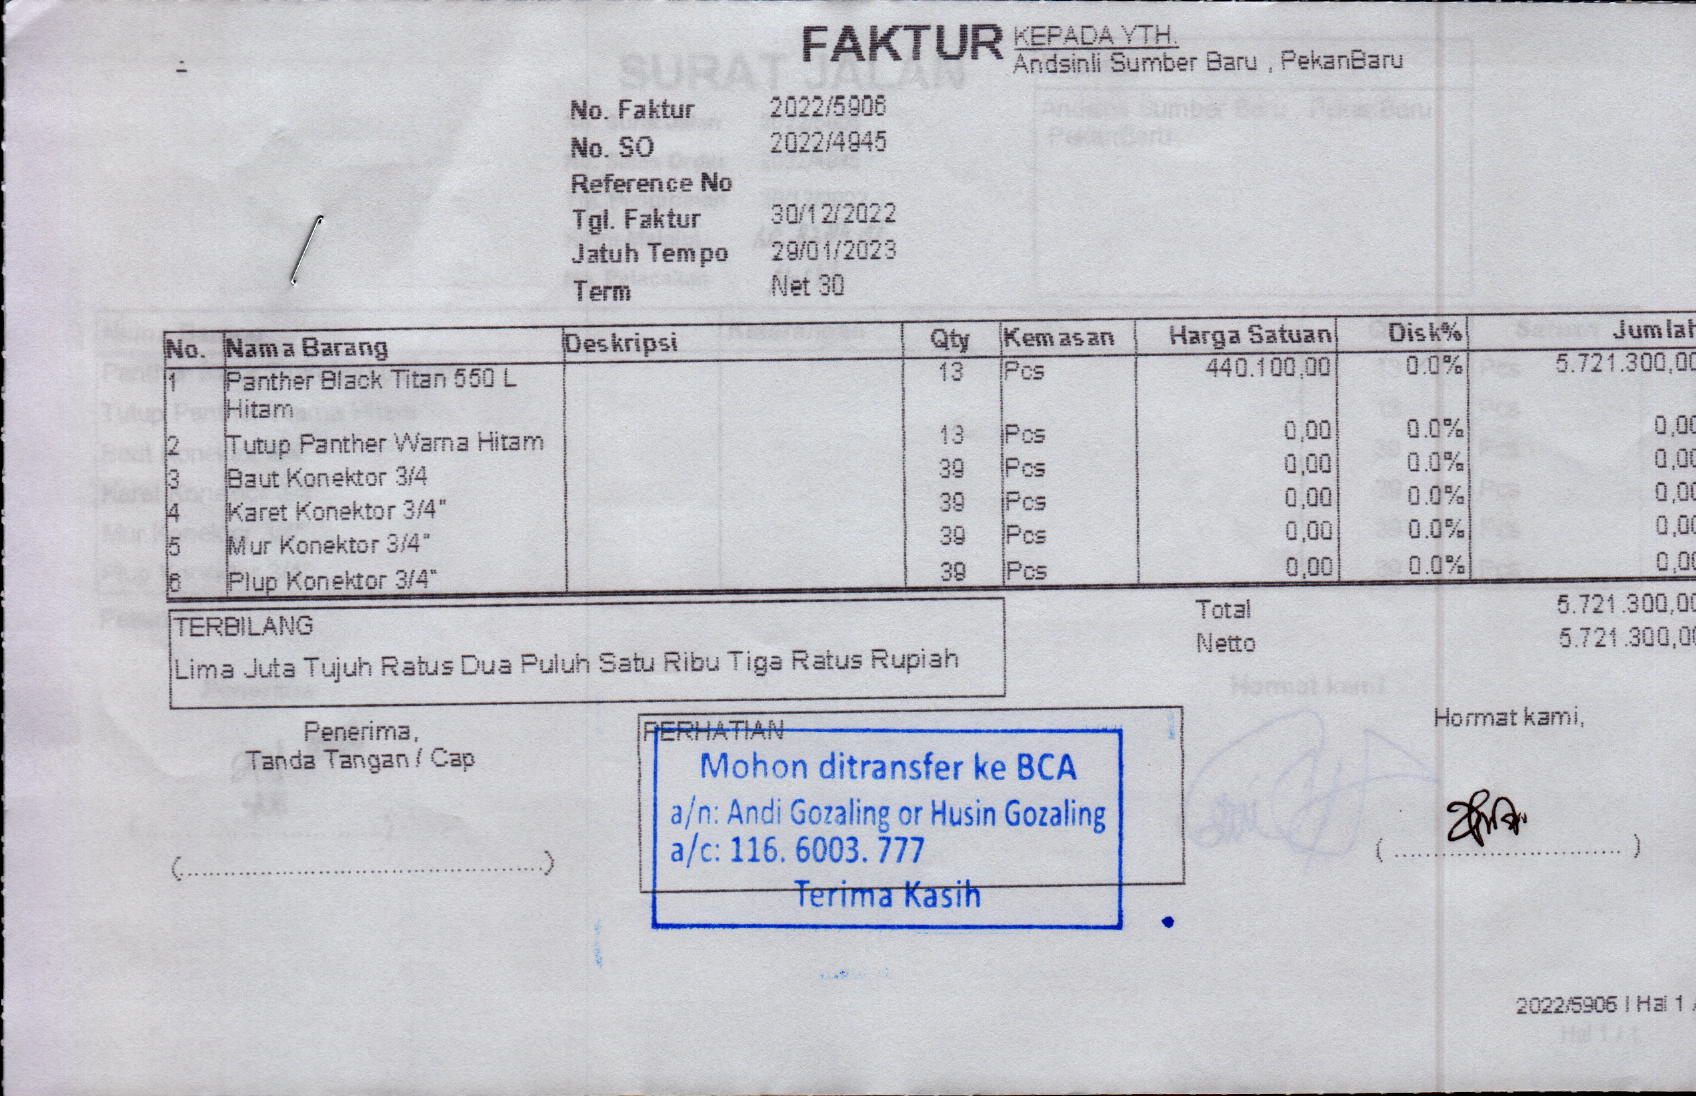 FAKTUR
KEPADA YTH.
Andsinli Sumber Baru , PekanBaru
No. Faktur 2022/5906
No. SO 2022/4945
Reference No
Tgl. Faktur 30/12/2022
Jatuh Tempo 29/01/2023
Term Net 30
No. Nama Barang Deskripsi Qty Kemasan Harga Satuan Disk% Jumlah
1 Panther Black Titan 550 L 13 Pcs 440.100,00 0.0% 5.721.300,00
Hitam
2 Tutup Panther Warna Hitam 13 Pcs 0,00 0.0% 0,00
3 Baut Konektor 3/4 39 Pcs 0,00 0.0% 0,00
4 Karet Konektor 3/4" 39 Pcs 0,00 0.0% 0,00
5 Mur Konektor 3/4" 39 Pcs 0,00 0.0% 0,00
6 Plup Konektor 3/4" 39 Pcs 0,00 0.0% 0,00
TERBILANG
Lima Juta Tujuh Ratus Dua Puluh Satu Ribu Tiga Ratus Rupiah
Total 5.721.300,00
Netto 5.721.300,00
Penerima,
Tanda Tangan / Cap
PERHATIAN
Mohon ditransfer ke BCA
a/n: Andi Gozaling or Husin Gozaling
a/c: 116. 6003. 777
Terima Kasih
Hormat kami,
2022/5906 | Hal 1 /
SURAT JALAN